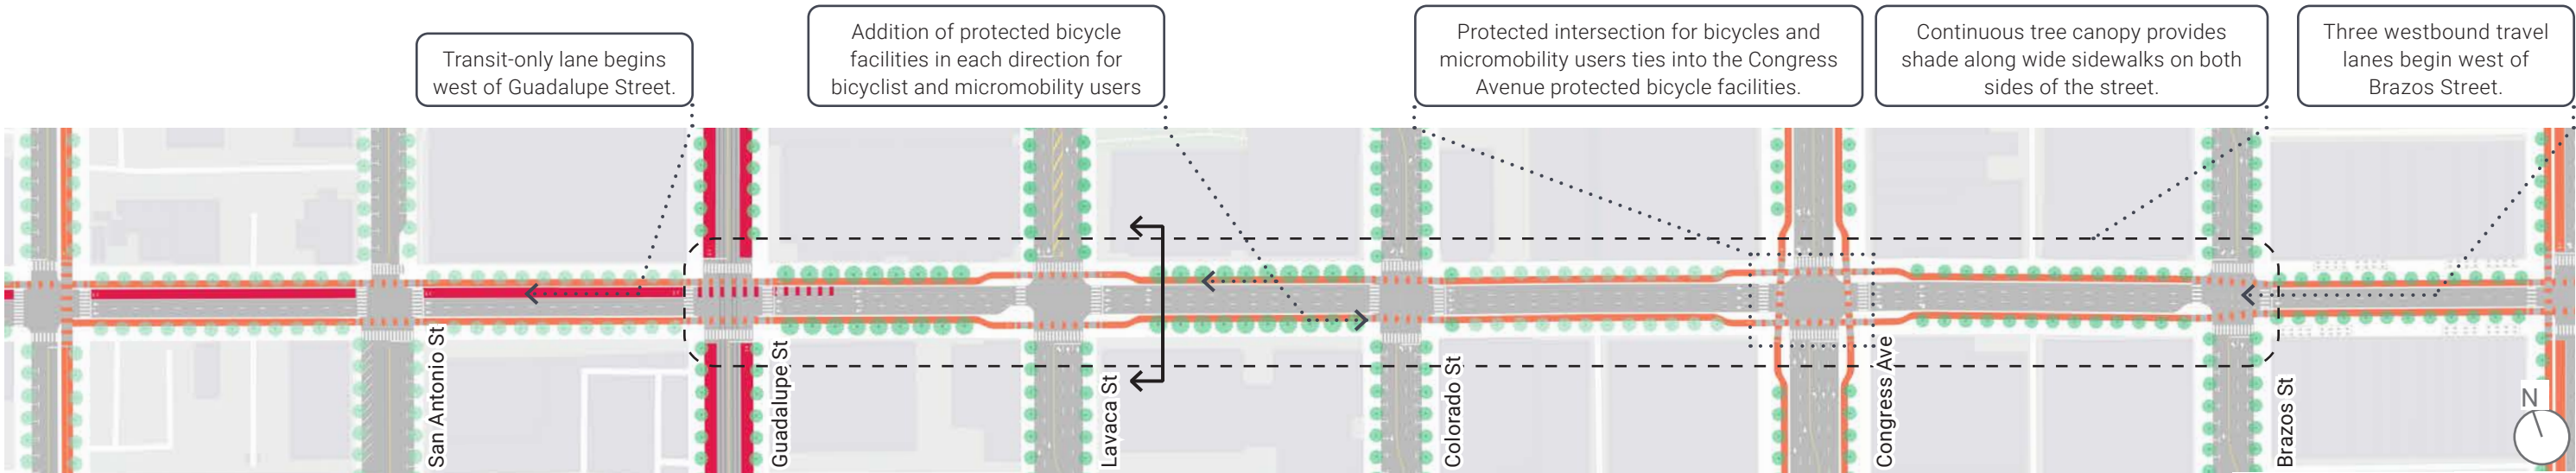 Transit-only lane begins
west of Guadalupe Street.
Addition of protected bicycle
facilities in each direction for
bicyclist and micromobility users
Protected intersection for bicycles and
micromobility users ties into the Congress
Avenue protected bicycle facilities.
Continuous tree canopy provides
shade along wide sidewalks on both
sides of the street.
Three westbound travel
lanes begin west of
Brazos Street.
San Antonio St
Guadalupe St
Lavaca St
Colorado St
Congress Ave
Brazos St
N